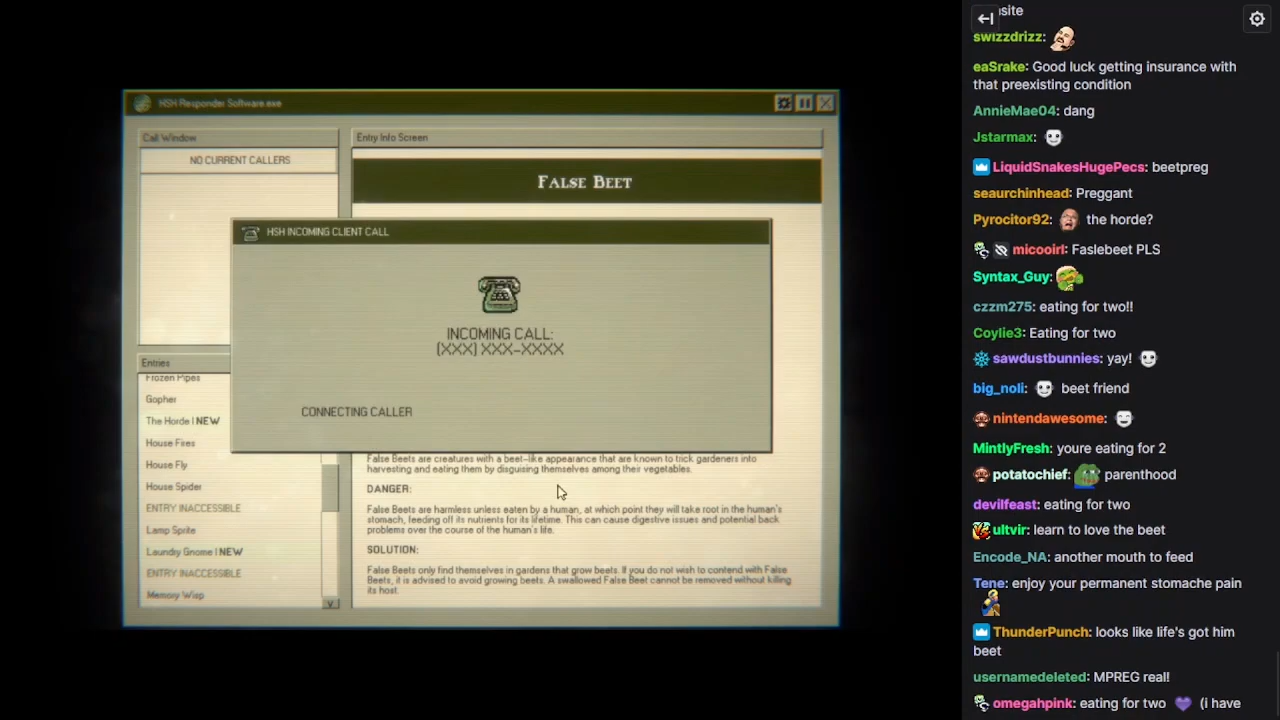 HSH Responder Software.exe
Call Window
NO CURRENT CALLERS
Entry Info Screen
FALSE BEET
HSH INCOMING CLIENT CALL
INCOMING CALL:
(XXX) XXX-XXXX
CONNECTING CALLER
Entries
Frozen Pipes
Gopher
The Horde | NEW
House Fires
House Fly
House Spider
ENTRY INACCESSIBLE
Lamp Sprite
Laundry Gnome | NEW
ENTRY INACCESSIBLE
Memory Wisp
False Beets are creatures with a beet-like appearance that are known to trick gardeners into
harvesting and eating them by disguising themselves among their vegetables.
DANGER:
False Beets are harmless unless eaten by a human, at which point they will take root in the human's
stomach, feeding off its nutrients for its lifetime. This can cause digestive issues and potential back
problems over the course of the human's life.
SOLUTION:
False Beets only find themselves in gardens that grow beets. If you do not wish to contend with False
Beets, it is advised to avoid growing beets. A swallowed False Beet cannot be removed without killing
its host.
swizzdrizz:
eaSrake: Good luck getting insurance with
that preexisting condition
AnnieMae04: dang
Jstarmax:
LiquidSnakesHugePecs: beetpreg
seaurchinhead: Preggant
Pyrocitor92: the horde?
micooirl: Faslebeet PLS
Syntax_Guy:
czzm275: eating for two!!
Coylie3: Eating for two
sawdustbunnies: yay!
big_noli: beet friend
nintendawesome:
MintlyFresh: youre eating for 2
potatochief: parenthood
devilfeast: eating for two
ultvir: learn to love the beet
Encode_NA: another mouth to feed
Tene: enjoy your permanent stomache pain
ThunderPunch: looks like life's got him
beet
usernamedeleted: MPREG real!
omegahpink: eating for two (i have